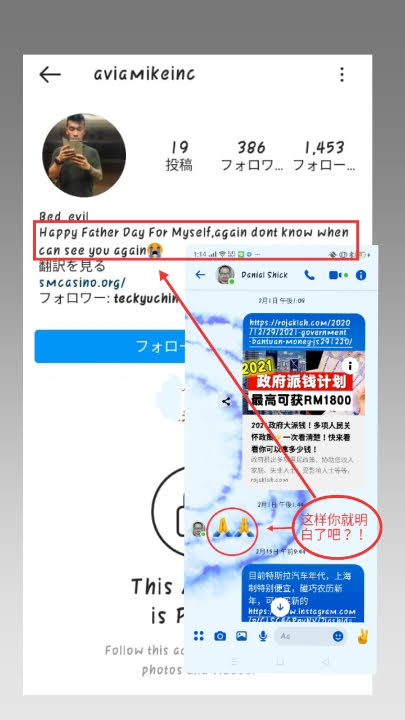 aviamikeinc
19
386
1,453
投稿
フォロワ...
フォロー...
Bed_evil
Happy Father Day For Myself,again dont know when
can see you again😭
翻訳を見る
smcasino.org/
フォロワー: teckyuchin
フォロー
This
is P
Follow this ac
photos and videos.
1:14
Danial Shick
2月1日 午後1:09
https://rojaklah.com/2020
/12/29/2021-government
-bantuan-money-js291220/
2021
政府派钱计划
最高可获RM1800
2021 政府大派钱！多项人民关
怀政策👉一次看清楚！快来看
看你可以拿多少钱！
rojaklah.com
2月1日 午後1:44
🙏🙏
这样你就明
白了吧？！
2月19日 午前9:44
目前特斯拉汽车年代，上海
制特别便宜，碰巧农历新
年，可
新的
https://www.instagram.com
Aa